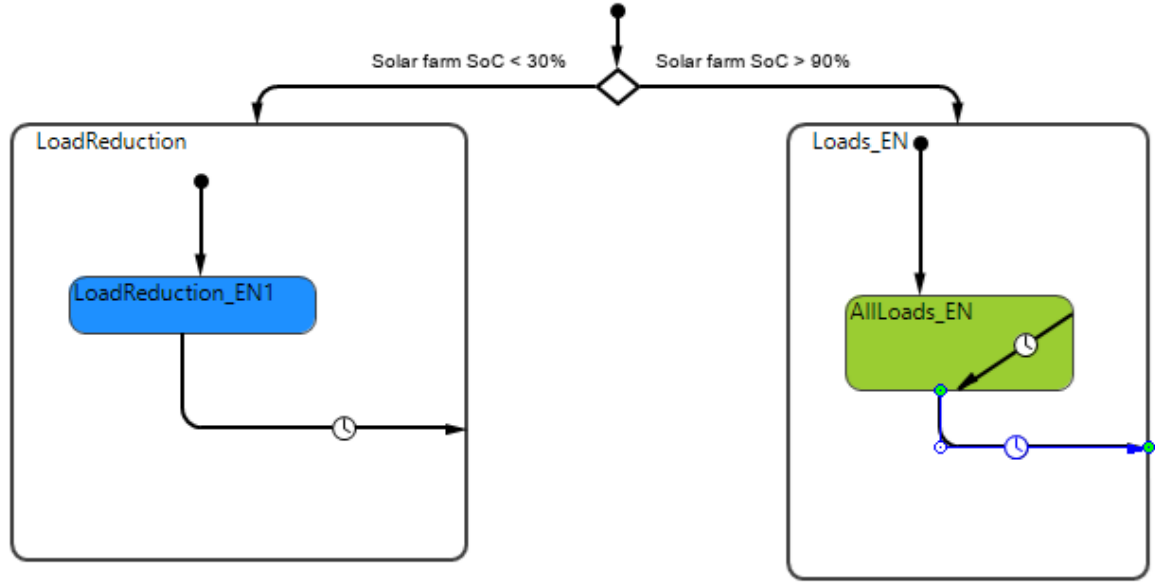 Solar farm SoC < 30%
Solar farm SoC > 90%
LoadReduction
Loads_EN
LoadReduction_EN1
AllLoads_EN